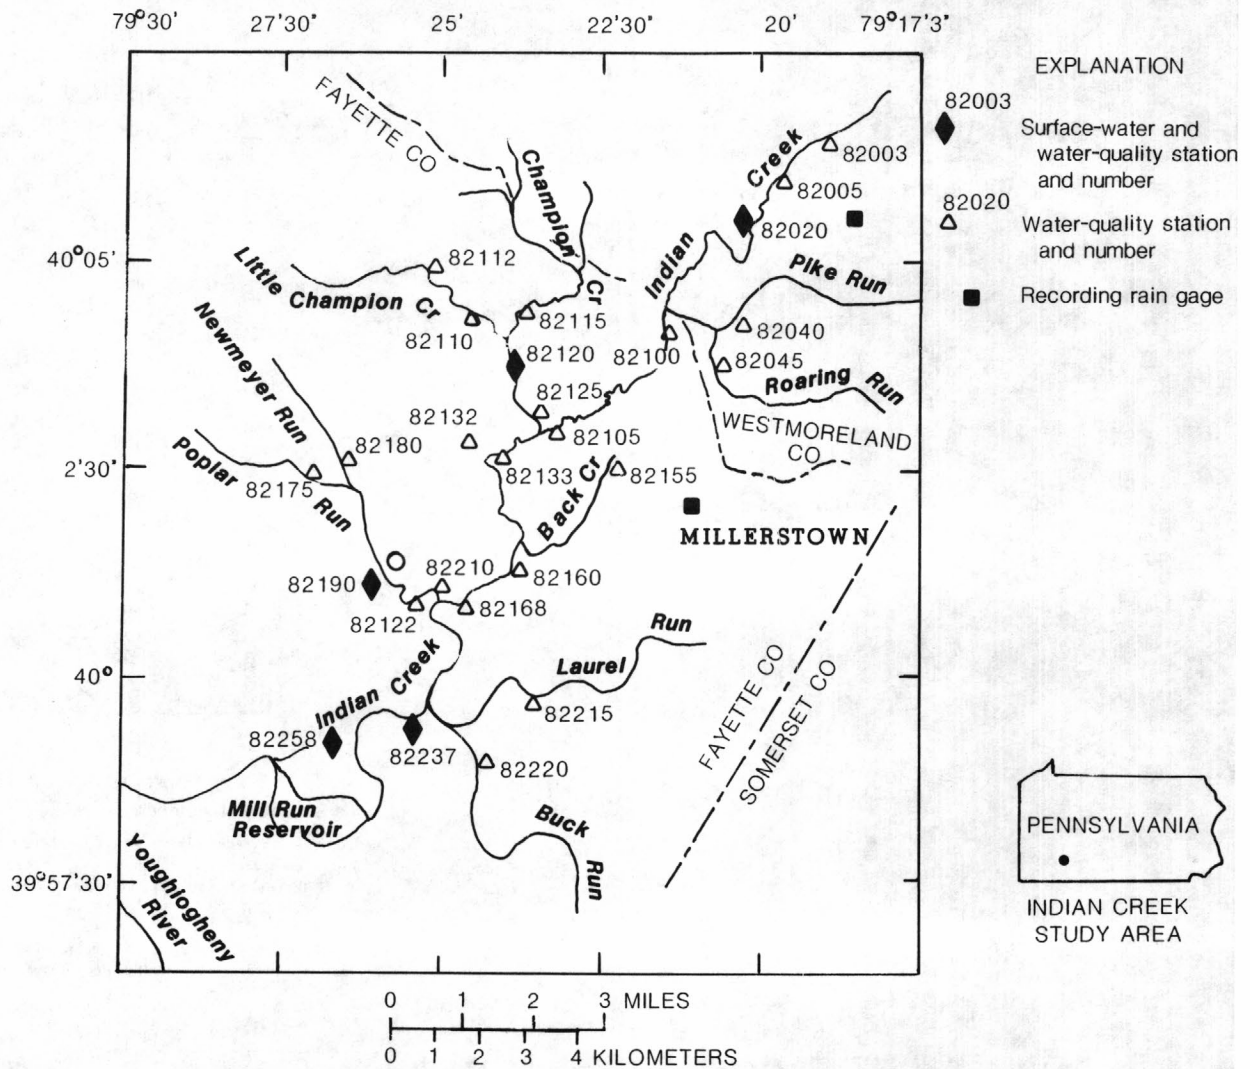 79°30'
27'30'
25
22'30'
20'
79°17'3
EXPLANATION
82003
Surface-water and
water-quality station
and number
82020
Water-quality station
and number
Recording rain gage
FAYETTE CO
Champion
Cr
Indian
Creek
82003
82005
82020
40°05'
Little
Champion Cr
82112
82110
82115
82120
82100
Pike Run
82040
82045
Roaring Run
Newmeyer Run
82125
82132
82105
WESTMORELAND
CO
2'30'
Poplar
Run
82180
82175
82133
Back Cr
82155
MILLERSTOWN
82190
82210
82160
82122
82168
40°
Indian Creek
Laurel
Run
82215
82258
82237
82220
FAYETTE CO
SOMERSET CO
Mill Run
Reservoir
Buck
Run
PENNSYLVANIA
39°57'30'
Youghlogheny
River
INDIAN CREEK
STUDY AREA
0 1 2 3 MILES
0 1 2 3 4 KILOMETERS